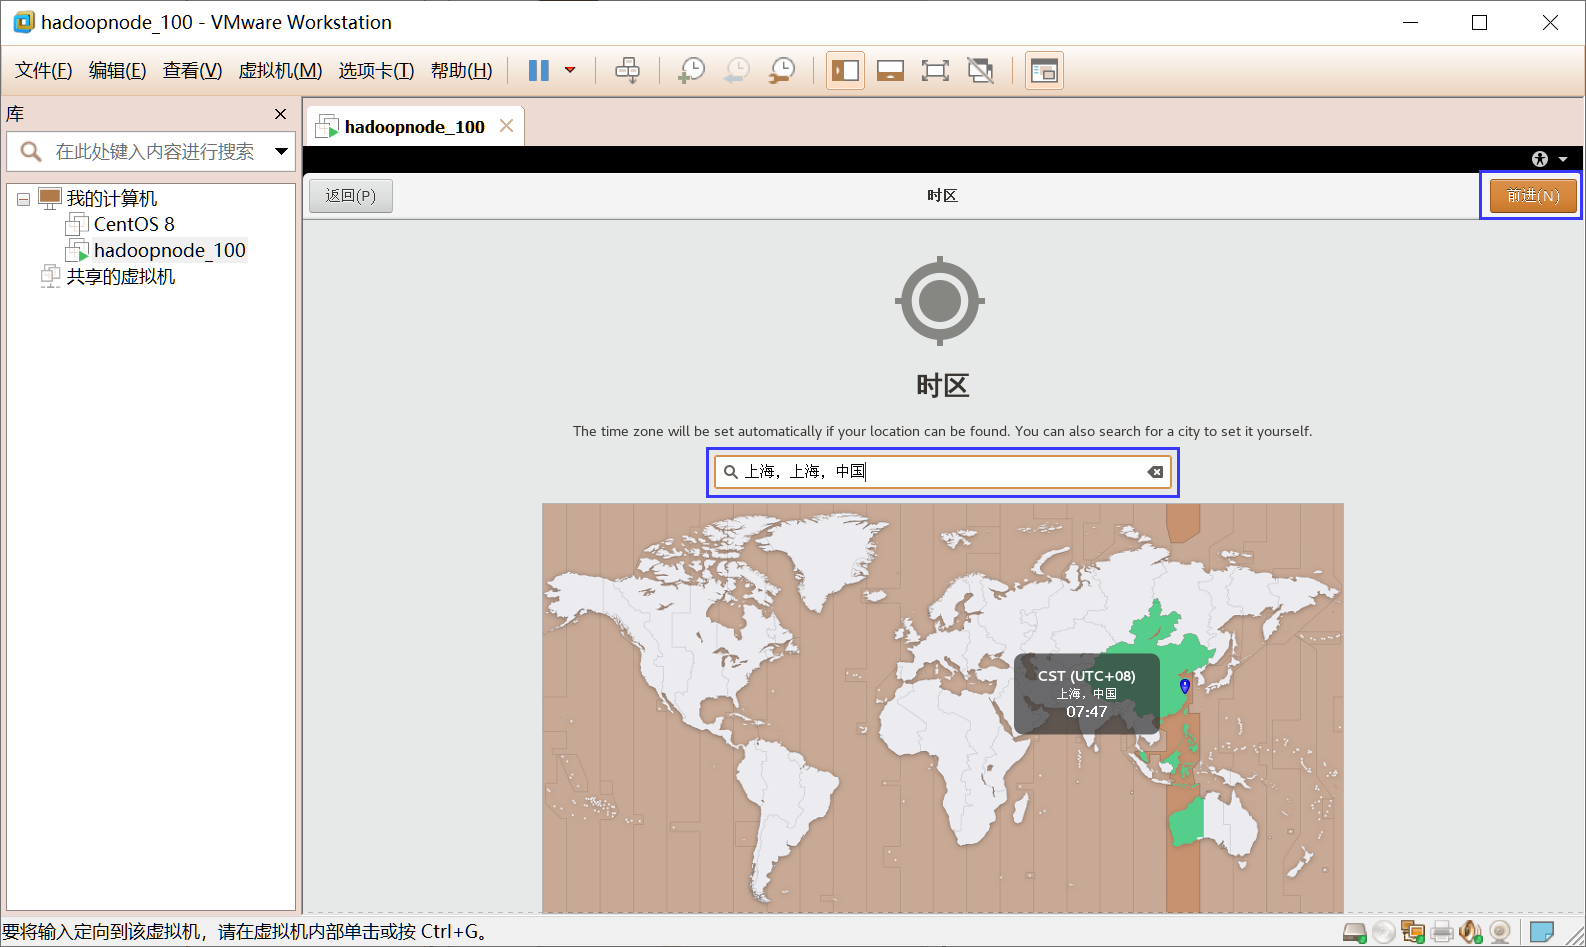 hadoopnode_100 - VMware Workstation
文件(F) 编辑(E) 查看(V) 虚拟机(M) 选项卡(T) 帮助(H)
库
在此处键入内容进行搜索
我的计算机
CentOS 8
hadoopnode_100
共享的虚拟机
hadoopnode_100
返回(P) 时区 前进(N)
时区
The time zone will be set automatically if your location can be found. You can also search for a city to set it yourself.
上海，上海，中国
CST (UTC+08)
上海，中国
07:47
要将输入定向到该虚拟机，请在虚拟机内部单击或按 Ctrl+G。